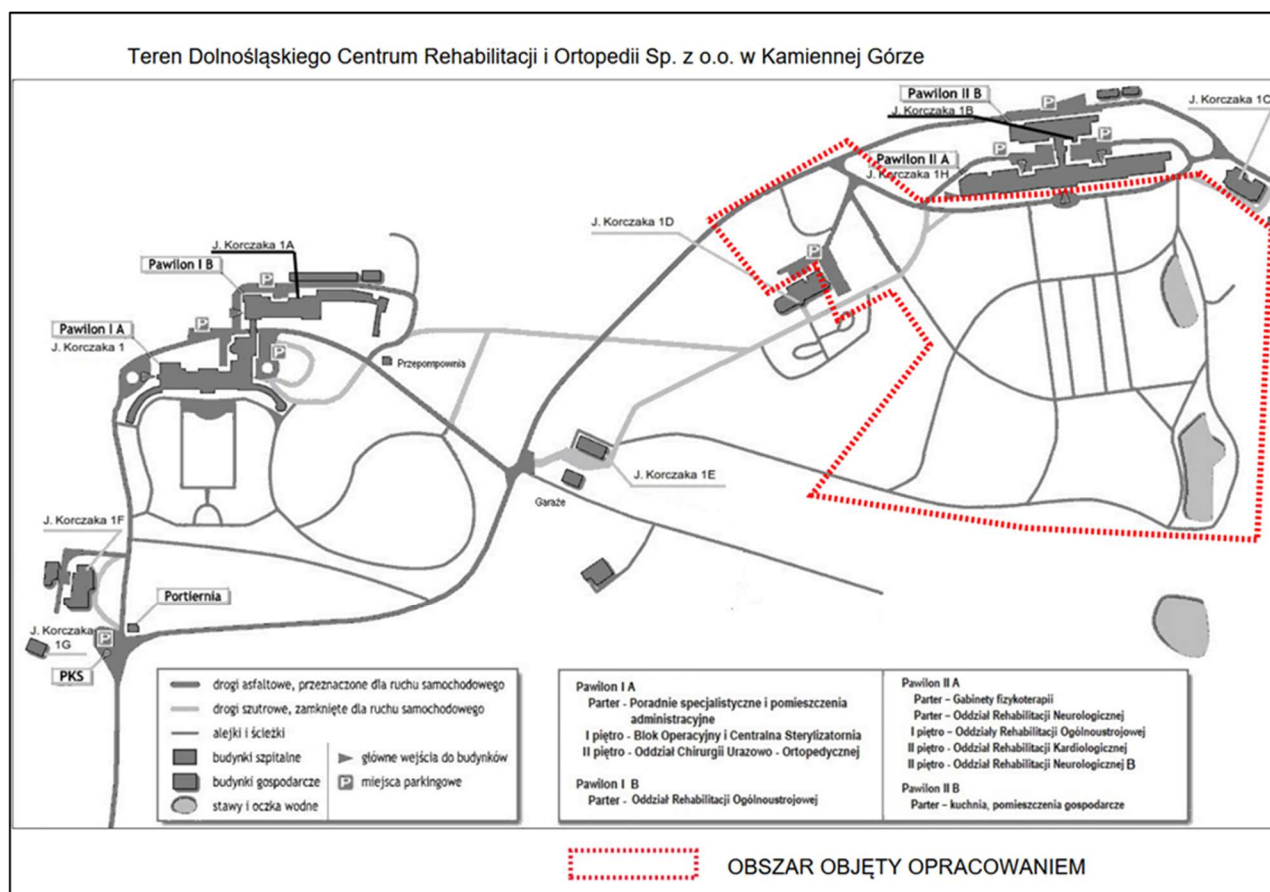 Teren Dolnośląskiego Centrum Rehabilitacji i Ortopedii Sp. z o.o. w Kamiennej Górze
Pawilon II B
J. Korczaka 1B
J. Korczaka 1C
P
P
P
Pawilon II A
J. Korczaka 1H
J. Korczaka 1D
P
J. Korczaka 1A
Pawilon I B
P
Pawilon I A
J. Korczaka 1
P
P
Przepompownia
J. Korczaka 1E
Garaże
J. Korczaka 1F
Portiernia
J. Korczaka
1G
P
PKS
drogi asfaltowe, przeznaczone dla ruchu samochodowego
drogi szutrowe, zamknięte dla ruchu samochodowego
alejki i ścieżki
budynki szpitalne
główne wejścia do budynków
budynki gospodarcze
P miejsca parkingowe
stawy i oczka wodne
Pawilon I A
Parter - Poradnie specjalistyczne i pomieszczenia
administracyjne
I piętro - Blok Operacyjny i Centralna Sterylizatornia
II piętro - Oddział Chirurgii Urazowo - Ortopedycznej
Pawilon I B
Parter - Oddział Rehabilitacji Ogólnoustrojowej
Pawilon II A
Parter – Gabinety fizykoterapii
Parter – Oddział Rehabilitacji Neurologicznej
I piętro – Oddziały Rehabilitacji Ogólnoustrojowej
II piętro – Oddział Rehabilitacji Kardiologicznej
II piętro – Oddział Rehabilitacji Neurologicznej B
Pawilon II B
Parter – kuchnia, pomieszczenia gospodarcze
OBSZAR OBJĘTY OPRACOWANIEM